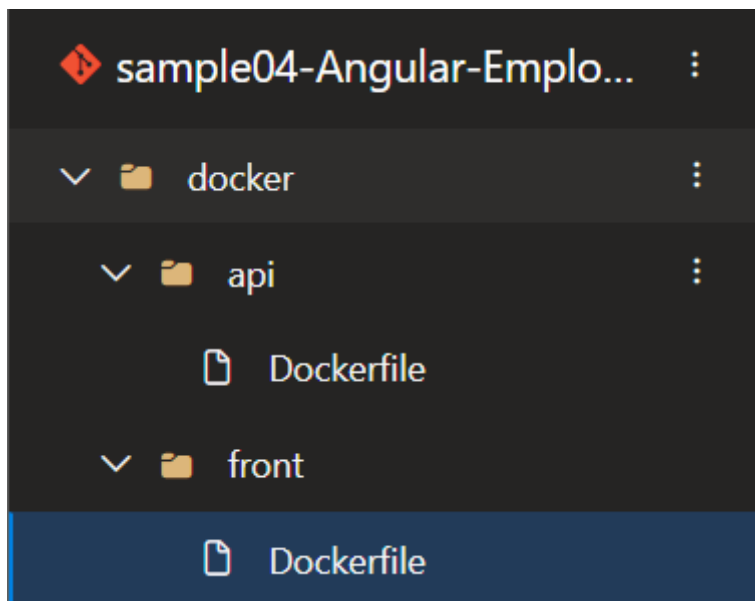 sample04-Angular-Emplo...
docker
api
Dockerfile
front
Dockerfile